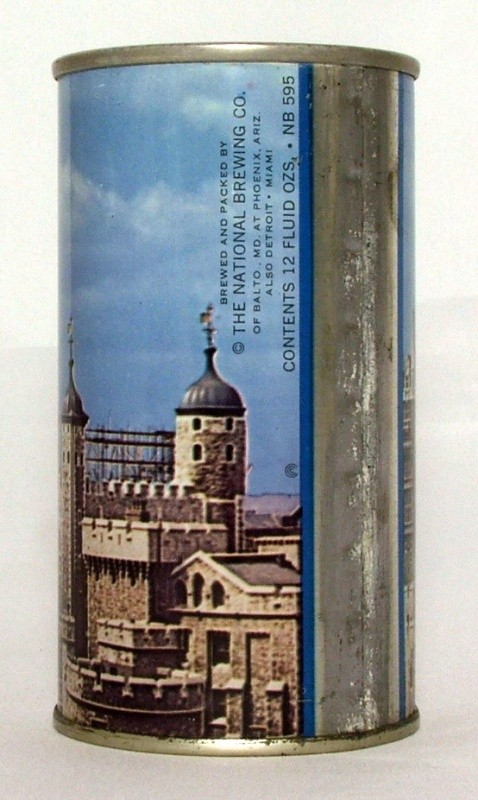 BREWED AND PACKED BY
© THE NATIONAL BREWING CO.
OF BALTO., MD. AT PHOENIX, ARIZ.
ALSO DETROIT • MIAMI
CONTENTS 12 FLUID OZS. • NB 595
©